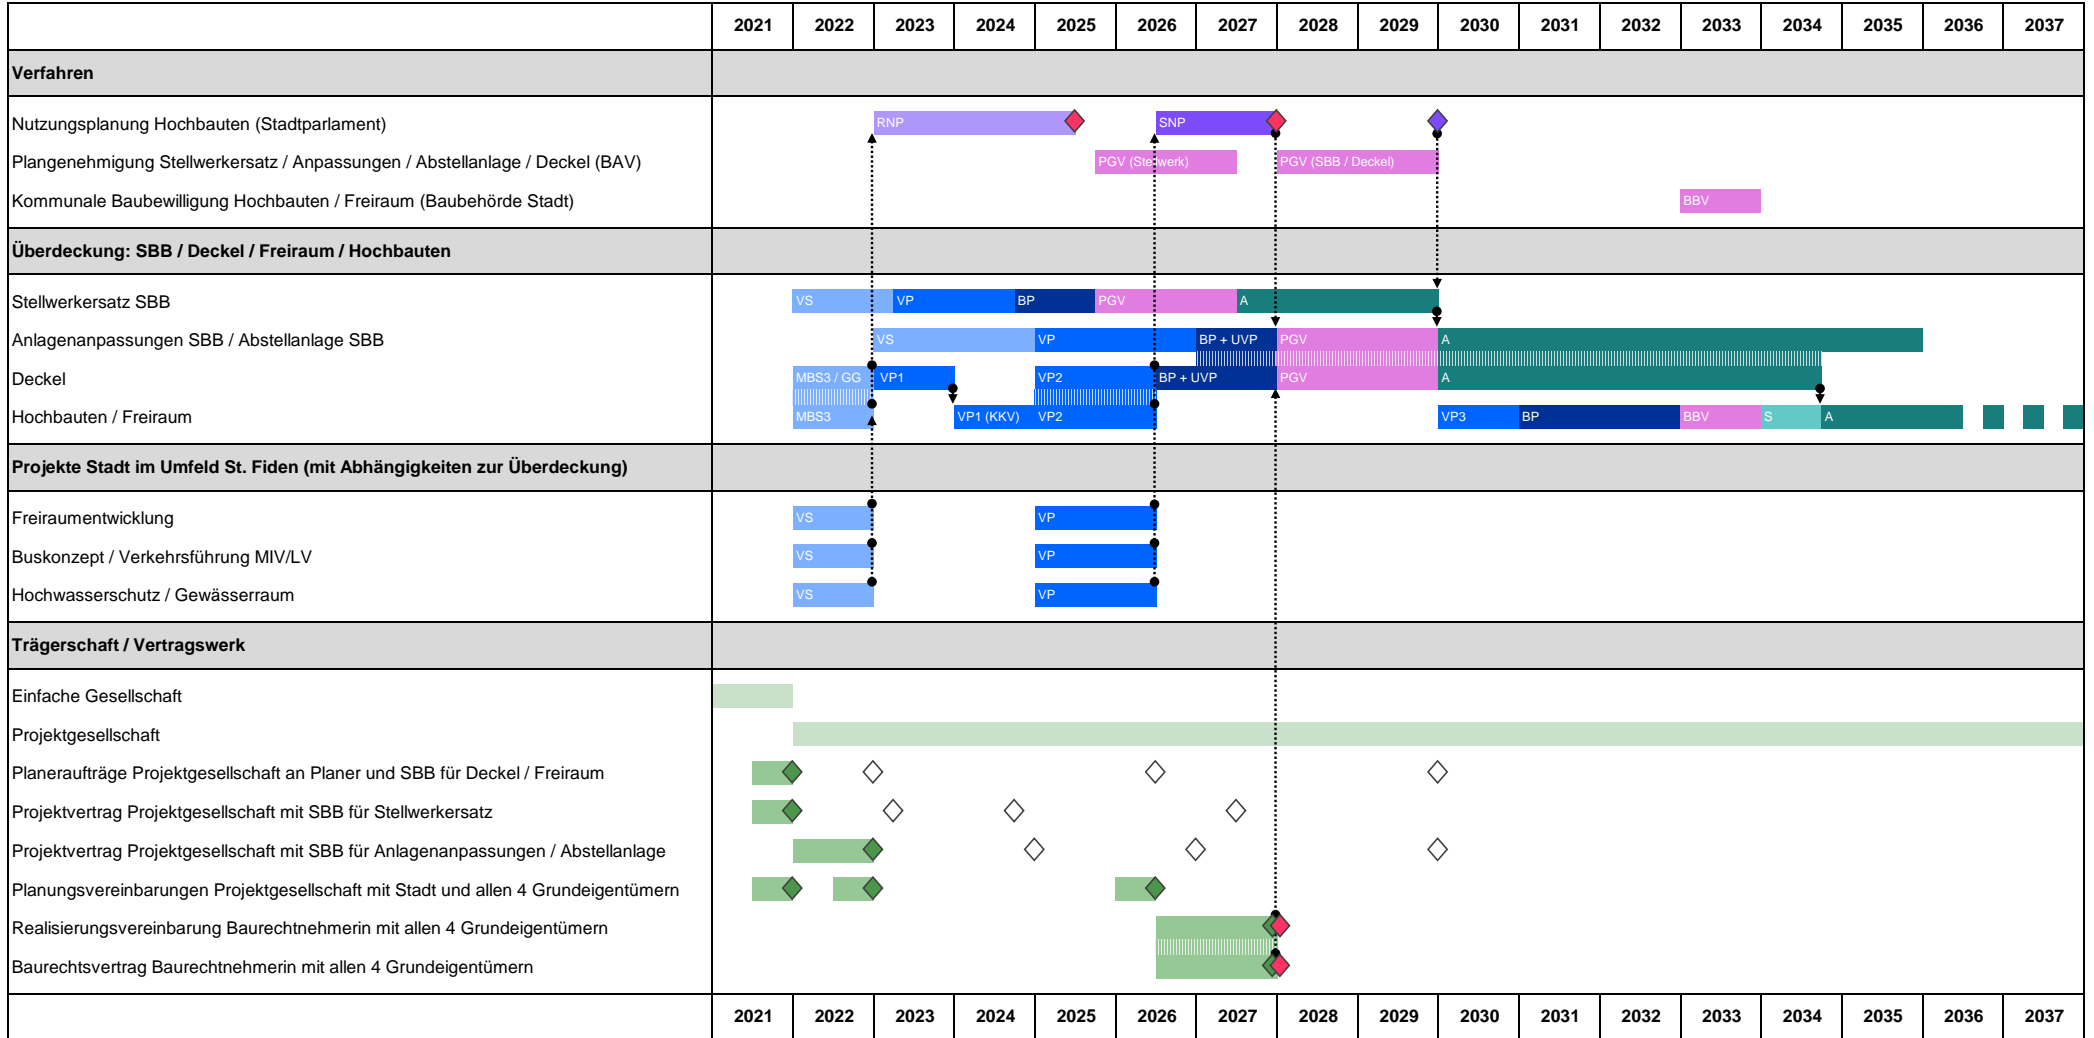 2021 2022 2023 2024 2025 2026 2027 2028 2029 2030 2031 2032 2033 2034 2035 2036 2037
Verfahren
Nutzungsplanung Hochbauten (Stadtparlament) RNP SNP
Plangenehmigung Stellwerkersatz / Anpassungen / Abstellanlage / Deckel (BAV) PGV (Stellwerk) PGV (SBB / Deckel)
Kommunale Baubewilligung Hochbauten / Freiraum (Baubehörde Stadt) BBV
Überdeckung: SBB / Deckel / Freiraum / Hochbauten
Stellwerkersatz SBB VS VP BP PGV A
Anlagenanpassungen SBB / Abstellanlage SBB VS VP BP + UVP PGV A
Deckel MBS3 / GG VP1 VP2 BP + UVP PGV A
Hochbauten / Freiraum MBS3 VP1 (KKV) VP2 VP3 BP BBV S A
Projekte Stadt im Umfeld St. Fiden (mit Abhängigkeiten zur Überdeckung)
Freiraumentwicklung VS VP
Buskonzept / Verkehrsführung MIV/LV VS VP
Hochwasserschutz / Gewässerraum VS VP
Trägerschaft / Vertragswerk
Einfache Gesellschaft
Projektgesellschaft
Planeraufträge Projektgesellschaft an Planer und SBB für Deckel / Freiraum
Projektvertrag Projektgesellschaft mit SBB für Stellwerkersatz
Projektvertrag Projektgesellschaft mit SBB für Anlagenanpassungen / Abstellanlage
Planungsvereinbarungen Projektgesellschaft mit Stadt und allen 4 Grundeigentümern
Realisierungsvereinbarung Baurechtnehmerin mit allen 4 Grundeigentümern
Baurechtsvertrag Baurechtnehmerin mit allen 4 Grundeigentümern
2021 2022 2023 2024 2025 2026 2027 2028 2029 2030 2031 2032 2033 2034 2035 2036 2037